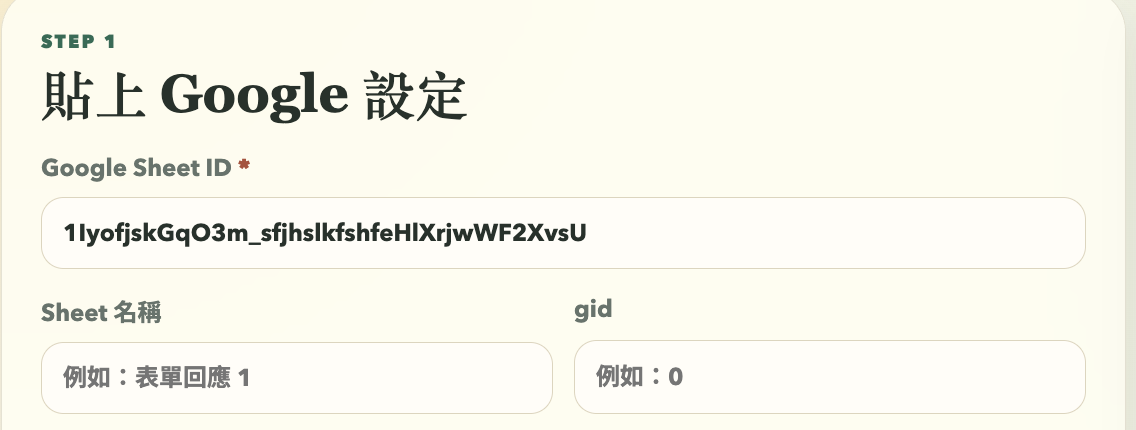 STEP 1
貼上 Google 設定
Google Sheet ID *
1IyofjskGqO3m_sfjhslkfshfeHlXrjwWF2XvsU
Sheet 名稱
gid
例如：表單回應 1
例如：0